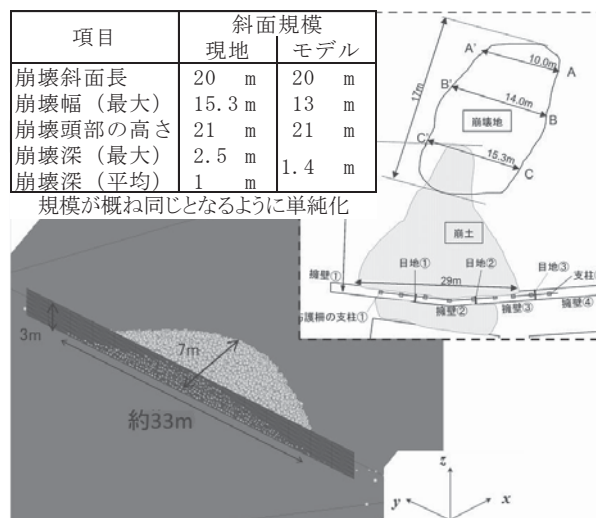 項目
斜面規模
現地 モデル
崩壊斜面長 20 m 20 m
崩壊幅（最大） 15.3 m 13 m
崩壊頭部の高さ 21 m 21 m
崩壊深（最大） 2.5 m 1.4 m
崩壊深（平均） 1 m
規模が概ね同じとなるように単純化
A'
10.0m
A
17m
B'
14.0m
B
崩壊地
C'
15.3m
C
崩土
目地① 目地② 目地③
支柱
擁壁①
29m
護柵の支柱①
擁壁② 擁壁③ 擁壁④
3m
7m
約33m
z
y
x